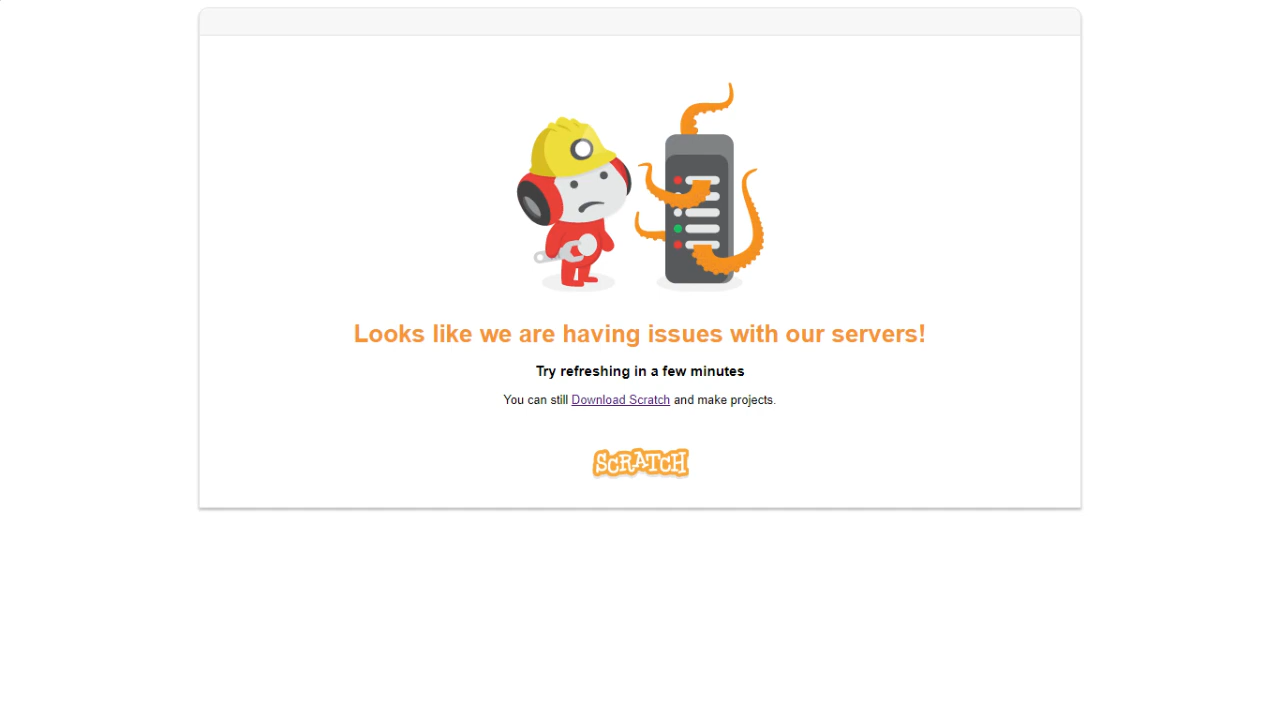 Looks like we are having issues with our servers!
Try refreshing in a few minutes
You can still Download Scratch and make projects.
SCRATCH